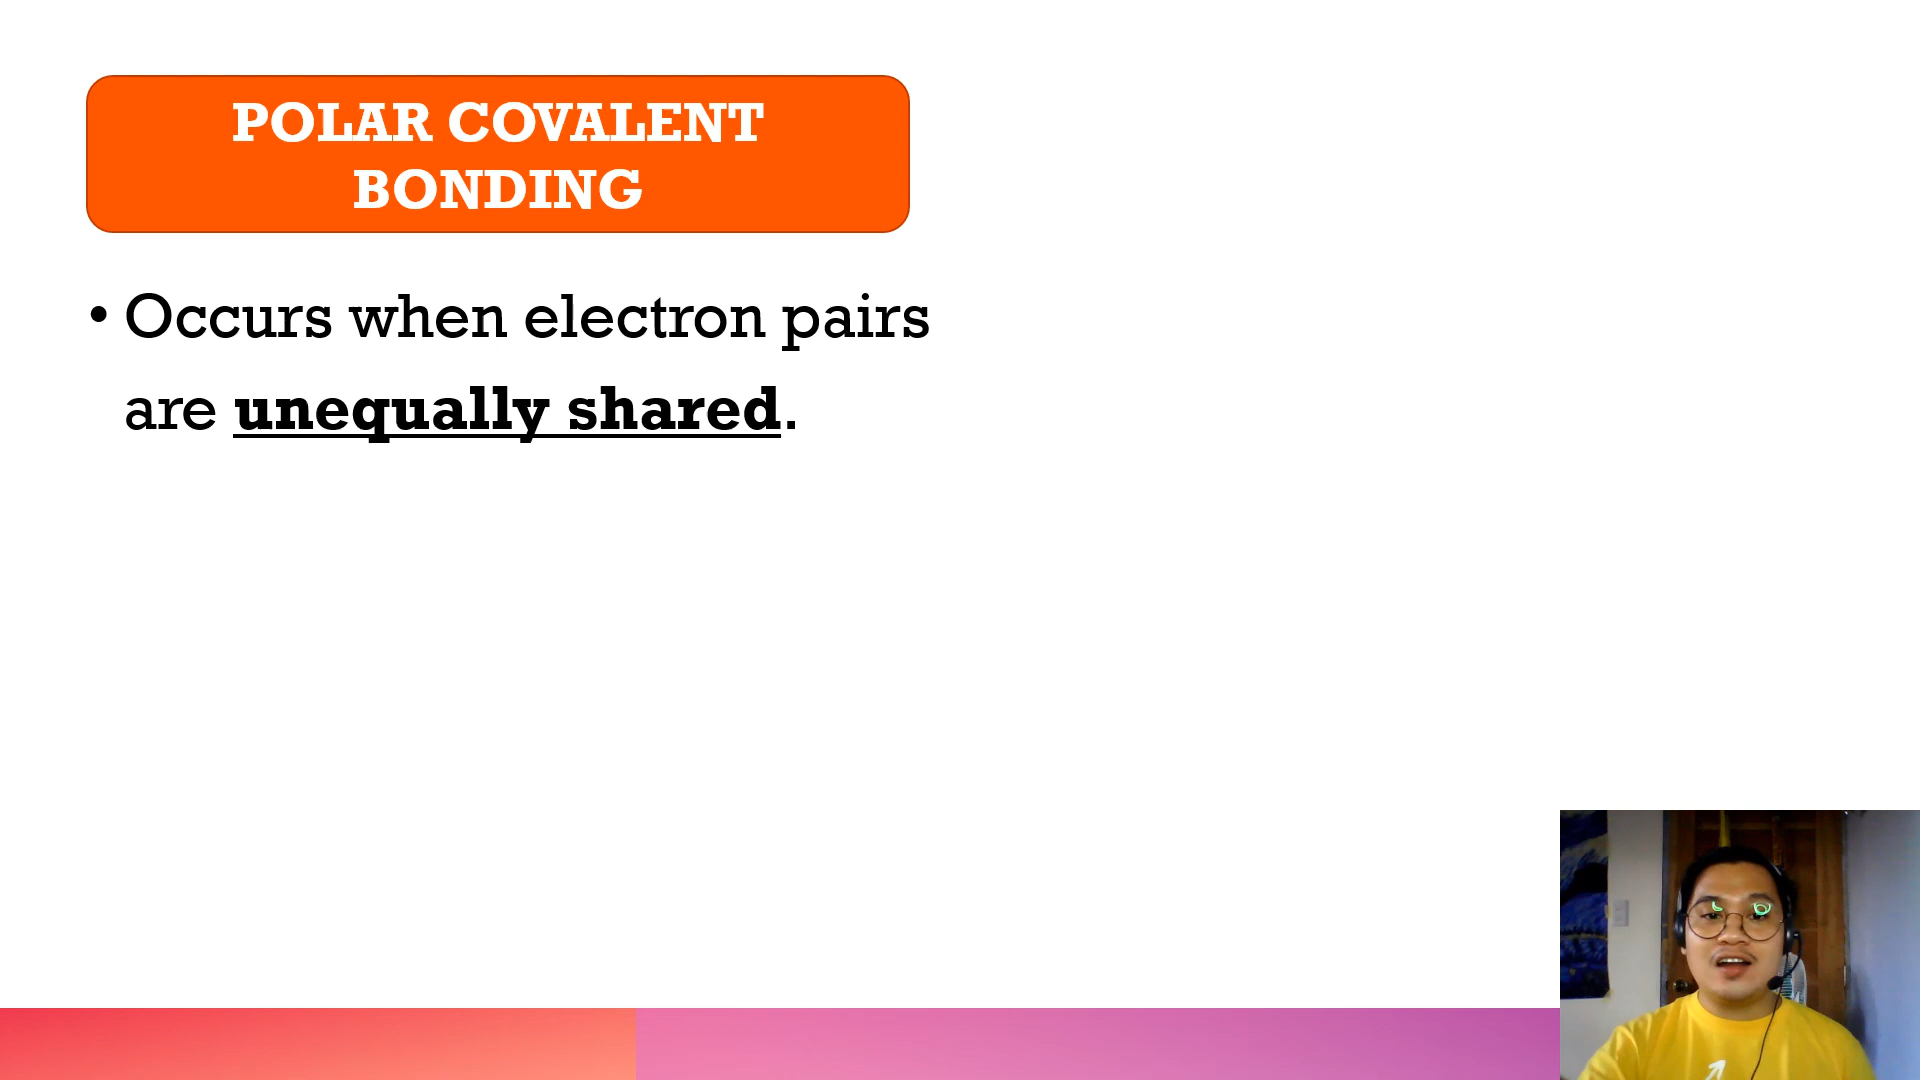 POLAR COVALENT
BONDING
• Occurs when electron pairs
are unequally shared.